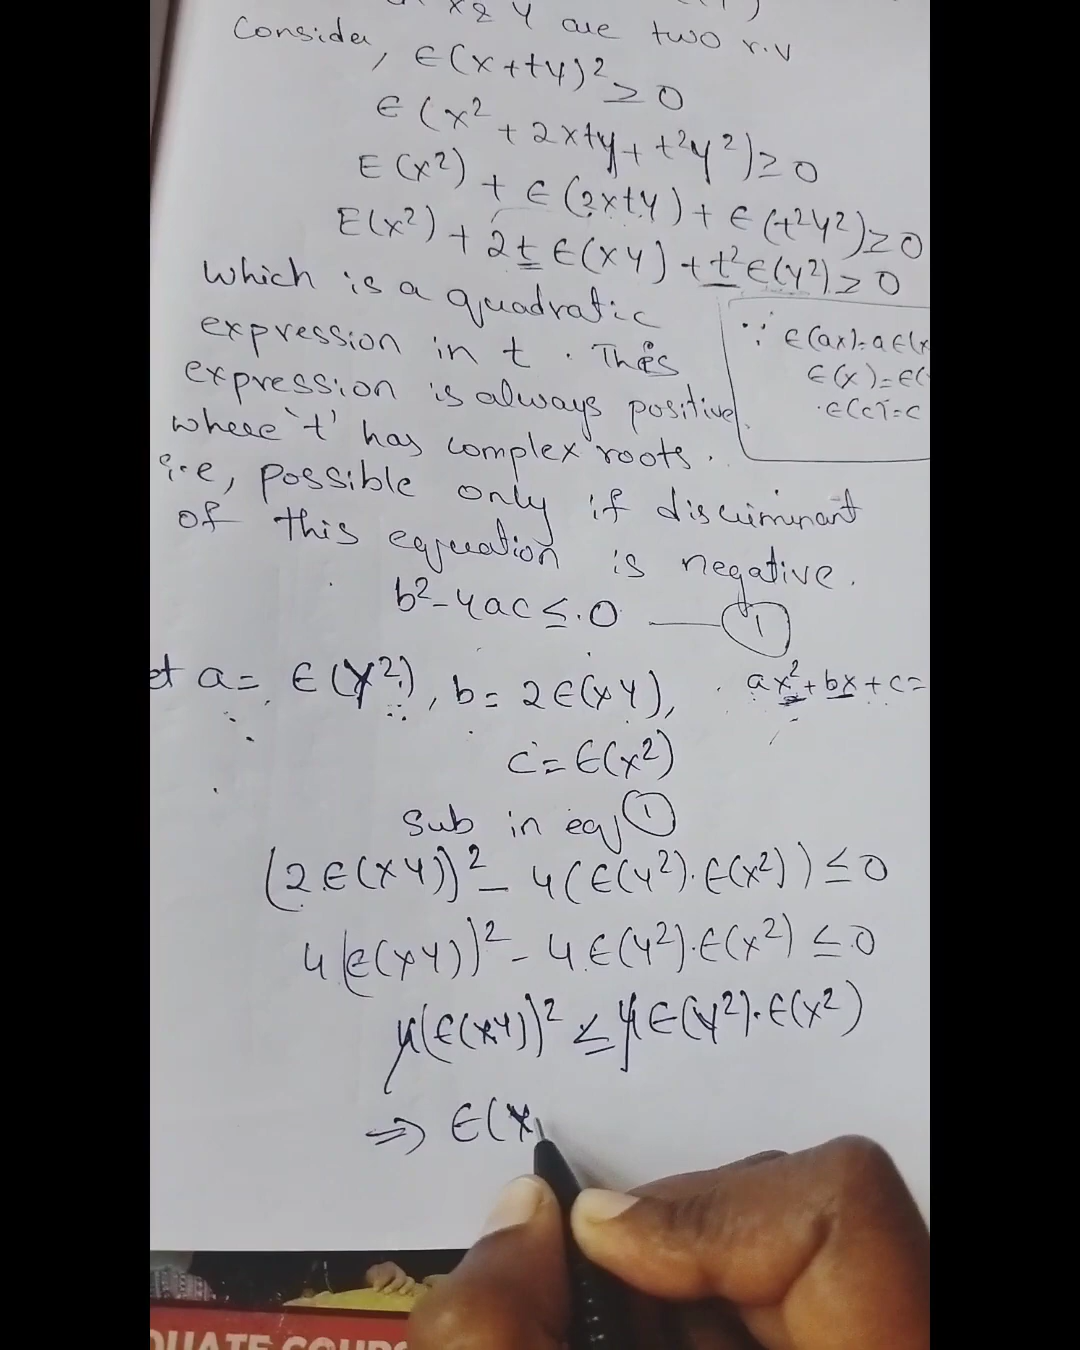 x & y are two r.v
Consider, E(x+ty)² ≥ 0
E(x² + 2xty + t²y²) ≥ 0
E(x²) + E(2xty) + E(t²y²) ≥ 0
E(x²) + 2t E(xy) + t² E(y²) ≥ 0
∵ E(ax) = a E(x
E(x) = E(
E(c) = c
which is a quadratic
expression in t. This
expression is always positive,
where 't' has complex roots.
i.e, possible only if discriminant
of this equation is negative.
b² - 4ac ≤ 0 — ①
et a = E(y²), b = 2E(xy), ax² + bx + c =
c = E(x²)
Sub in eq ①
(2E(xy))² - 4(E(y²).E(x²)) ≤ 0
4(E(xy))² - 4E(y²).E(x²) ≤ 0
4(E(xy))² ≤ 4E(y²).E(x²)
⇒ E(x
DUATE COURS